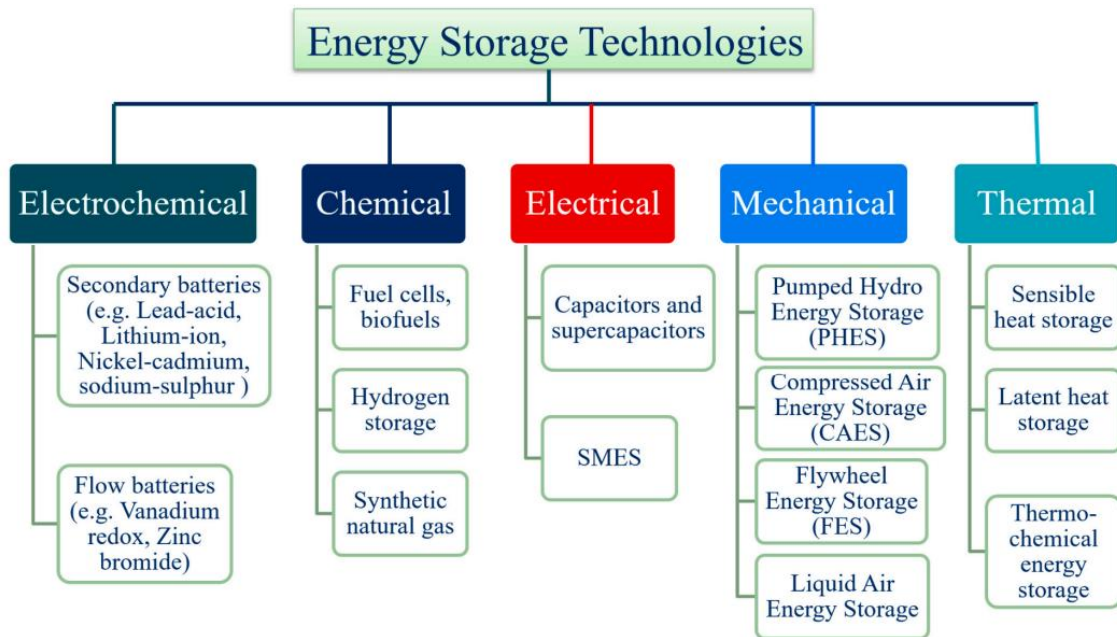 Energy Storage Technologies
Electrochemical
Secondary batteries
(e.g. Lead-acid,
Lithium-ion,
Nickel-cadmium,
sodium-sulphur )
Flow batteries
(e.g. Vanadium
redox, Zinc
bromide)
Chemical
Fuel cells,
biofuels
Hydrogen
storage
Synthetic
natural gas
Electrical
Capacitors and
supercapacitors
SMES
Mechanical
Pumped Hydro
Energy Storage
(PHES)
Compressed Air
Energy Storage
(CAES)
Flywheel
Energy Storage
(FES)
Liquid Air
Energy Storage
Thermal
Sensible
heat storage
Latent heat
storage
Thermo-
chemical
energy
storage